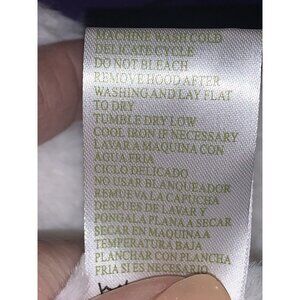 MACHINE WASH COLD
DELICATE CYCLE
DO NOT BLEACH
REMOVE HOOD AFTER
WASHING AND LAY FLAT
TO DRY
TUMBLE DRY LOW
COOL IRON IF NECESSARY
LAVAR A MAQUINA CON
AGUA FRIA
CICLO DELICADO
NO USAR BLANQUEADOR
REMUEVA LA CAPUCHA
DESPUES DE LAVAR Y
PONGALA PLANA A SECAR
SECAR EN MAQUINA A
TEMPERATURA BAJA
PLANCHAR CON PLANCHA
FRIA SI ES NECESARIO